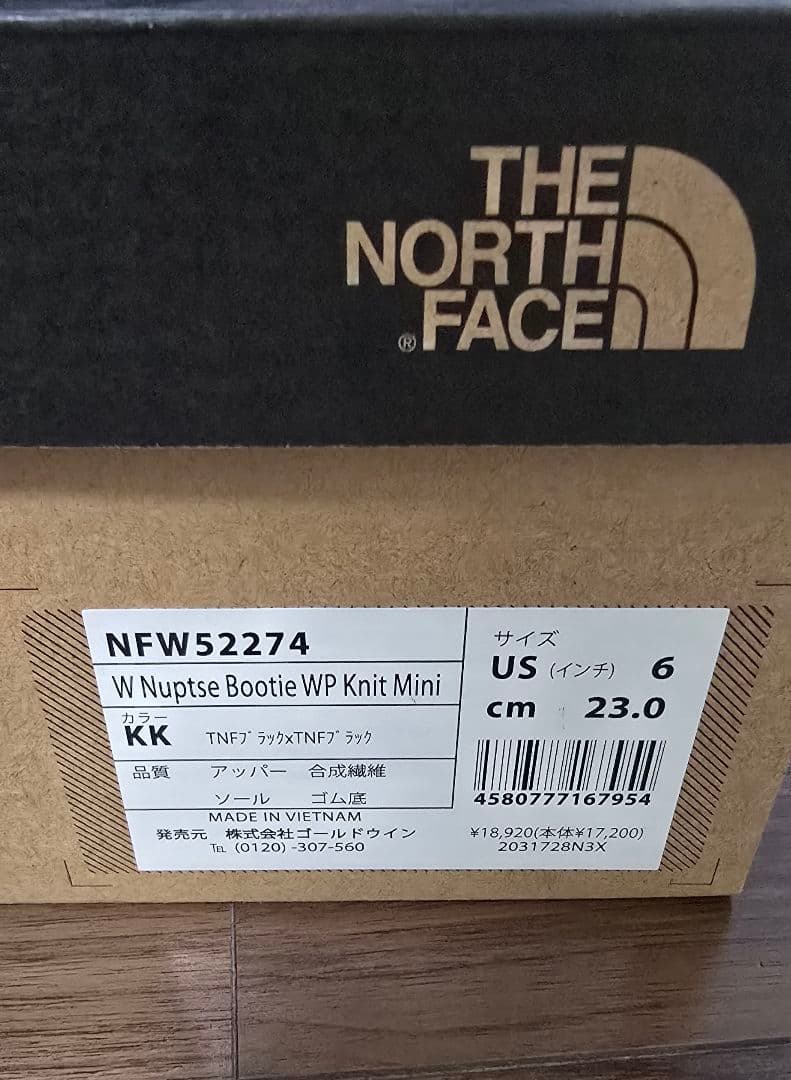 THE
NORTH
FACE
®
NFW52274
W Nuptse Bootie WP Knit Mini
カラー
KK TNFﾌﾞﾗｯｸxTNFﾌﾞﾗｯｸ
品質 アッパー 合成繊維
ソール ゴム底
MADE IN VIETNAM
発売元 株式会社ゴールドウイン
℡ (0120) -307-560
サイズ
US (インチ) 6
cm 23.0
4580777167954
¥18,920(本体¥17,200)
2031728N3X